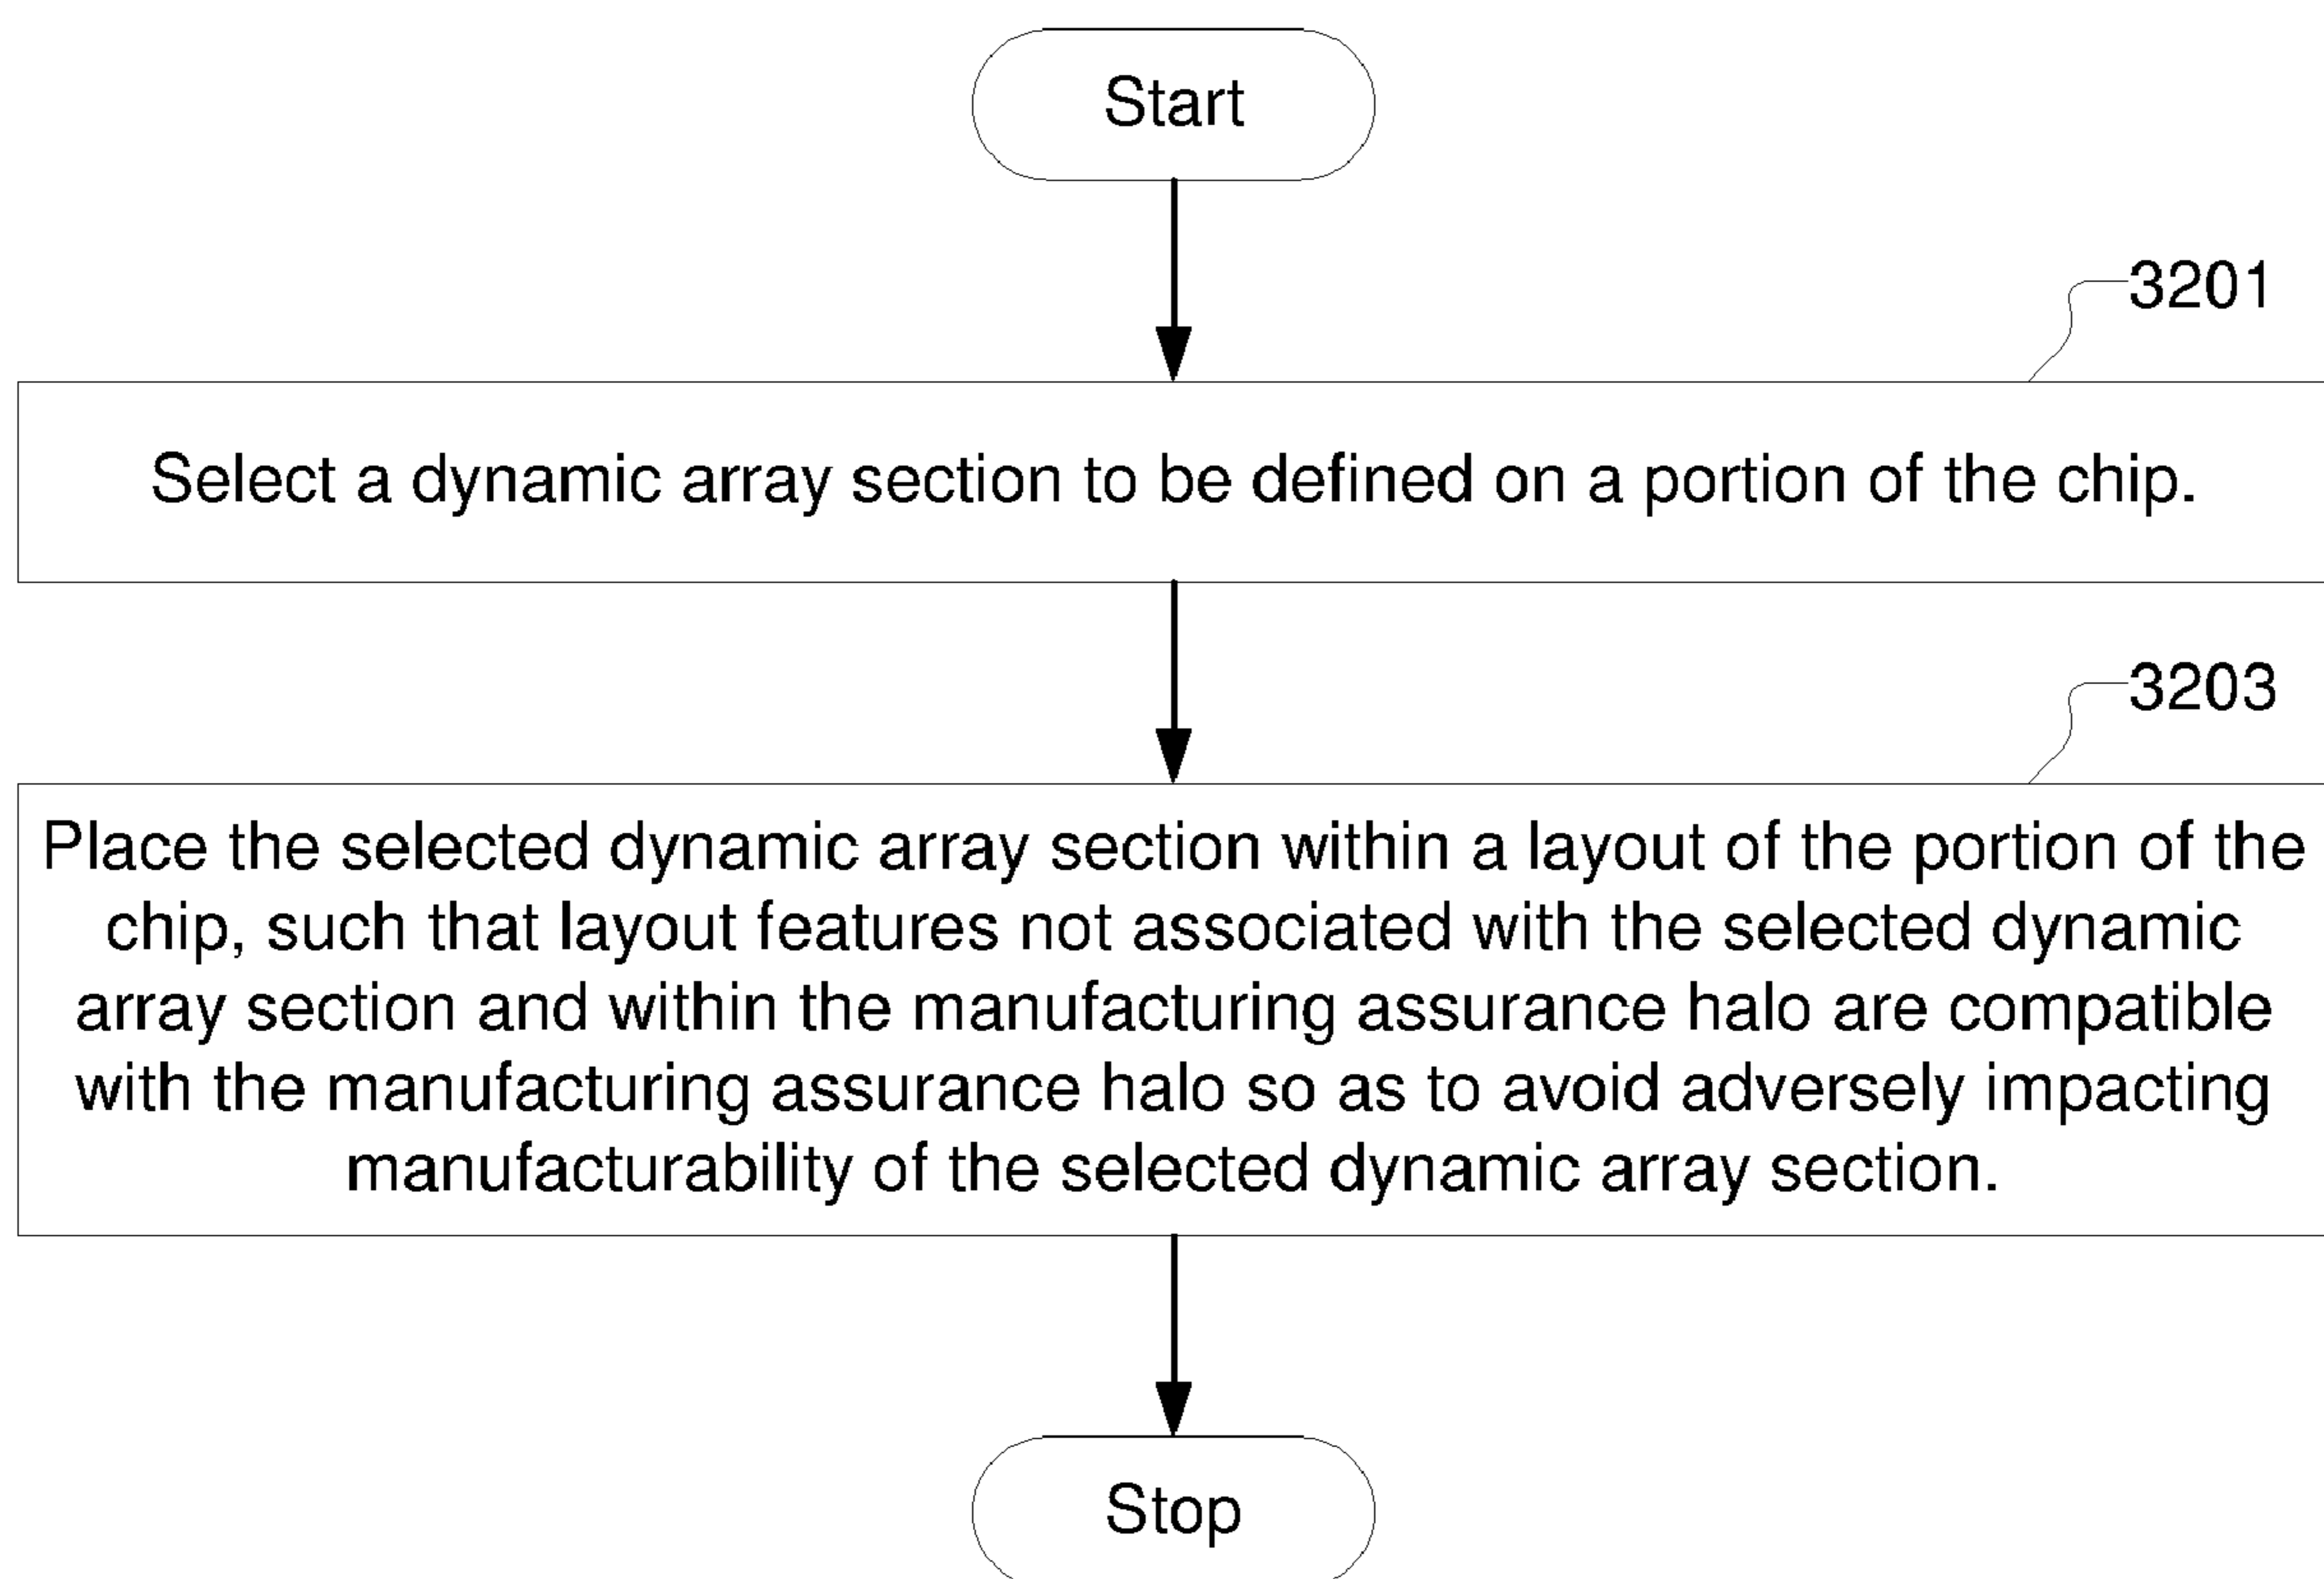 Start
3201
Select a dynamic array section to be defined on a portion of the chip.
3203
Place the selected dynamic array section within a layout of the portion of the
chip, such that layout features not associated with the selected dynamic
array section and within the manufacturing assurance halo are compatible
with the manufacturing assurance halo so as to avoid adversely impacting
manufacturability of the selected dynamic array section.
Stop